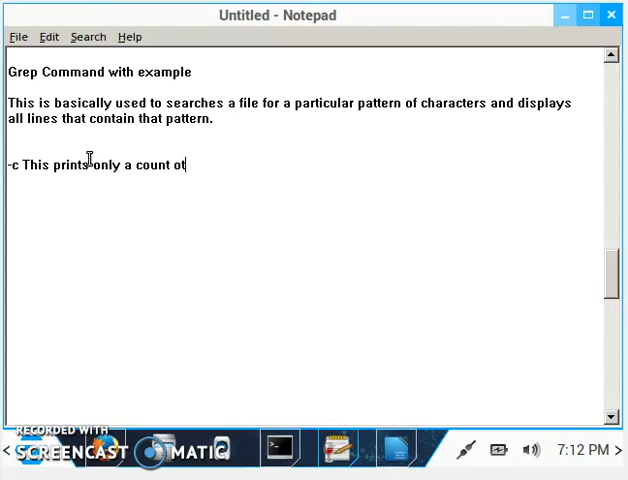 Untitled - Notepad
File Edit Search Help
Grep Command with example
This is basically used to searches a file for a particular pattern of characters and displays
all lines that contain that pattern.
-c This prints only a count ot
RECORDED WITH
SCREENCAST MATIC
7:12 PM